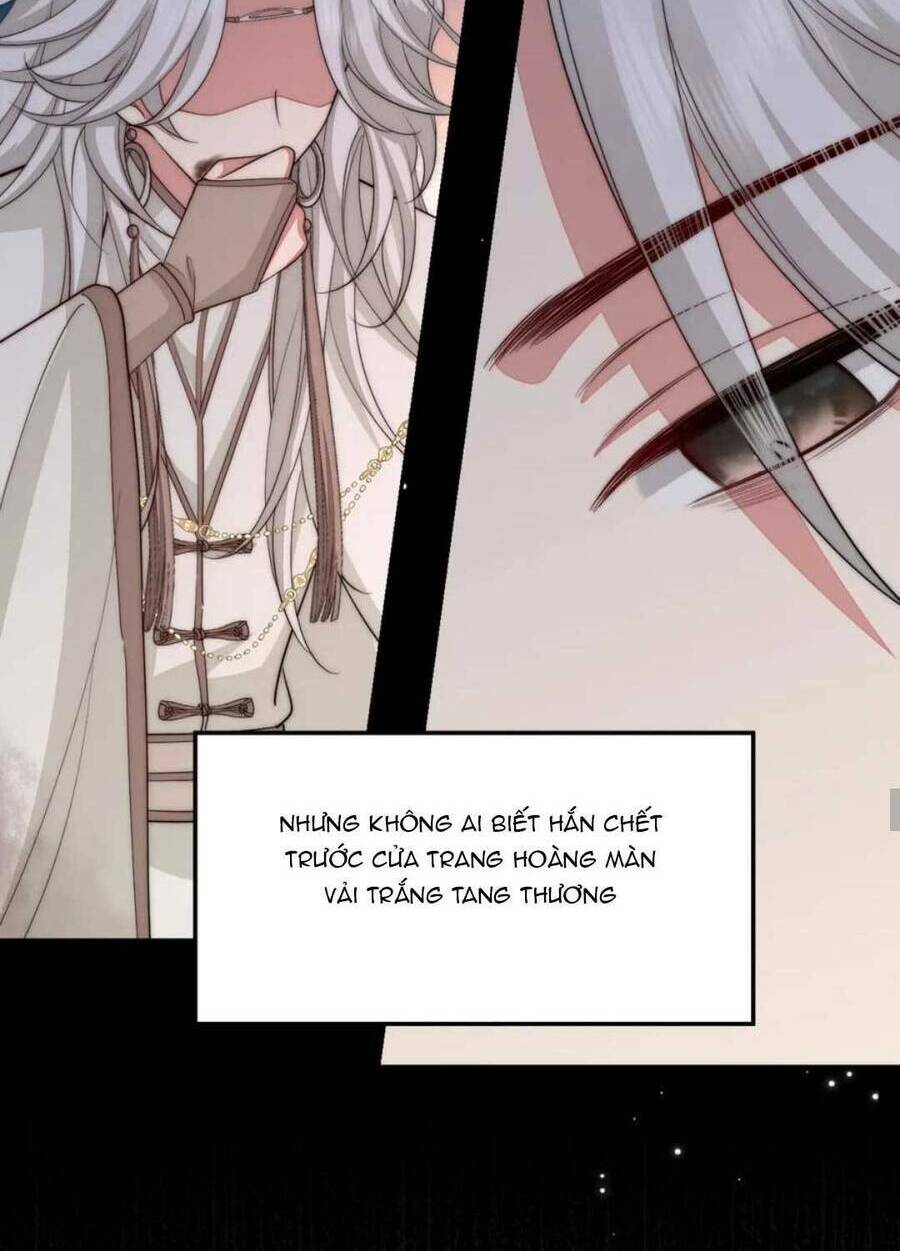 NHƯNG KHÔNG AI BIẾT HẮN CHẾT
TRƯỚC CỬA TRANG HOÀNG MÀN
VẢI TRẮNG TANG THƯƠNG